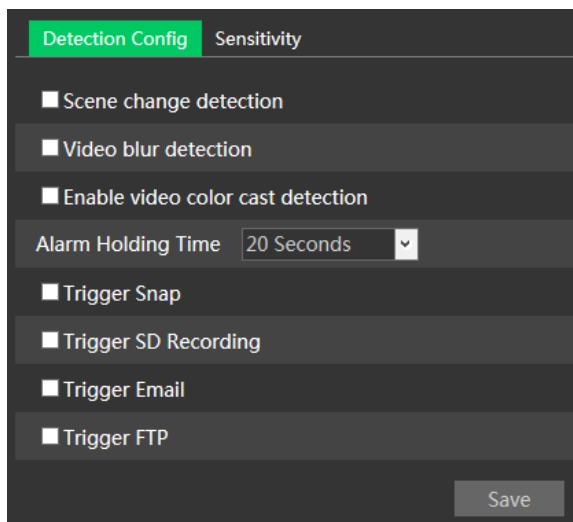 Detection Config Sensitivity
Scene change detection
Video blur detection
Enable video color cast detection
Alarm Holding Time 20 Seconds
Trigger Snap
Trigger SD Recording
Trigger Email
Trigger FTP
Save